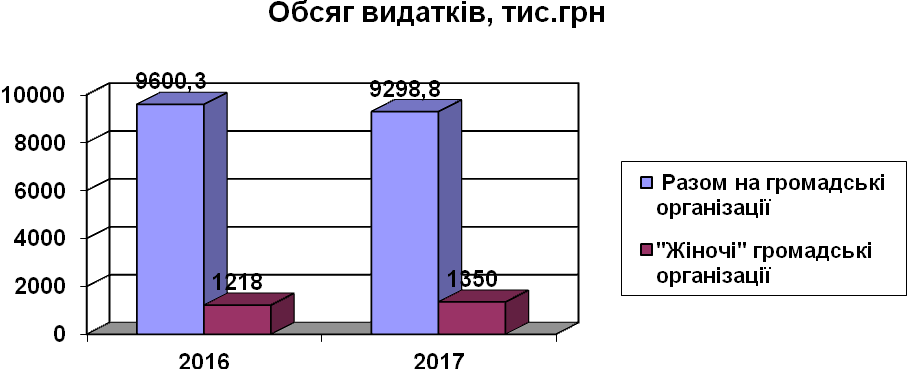 Обсяг видатків, тис.грн
9600,3
9298,8
10000
8000
6000
4000
2000
0
1218
1350
2016
2017
Разом на громадські
організації
"Жіночі" громадські
організації